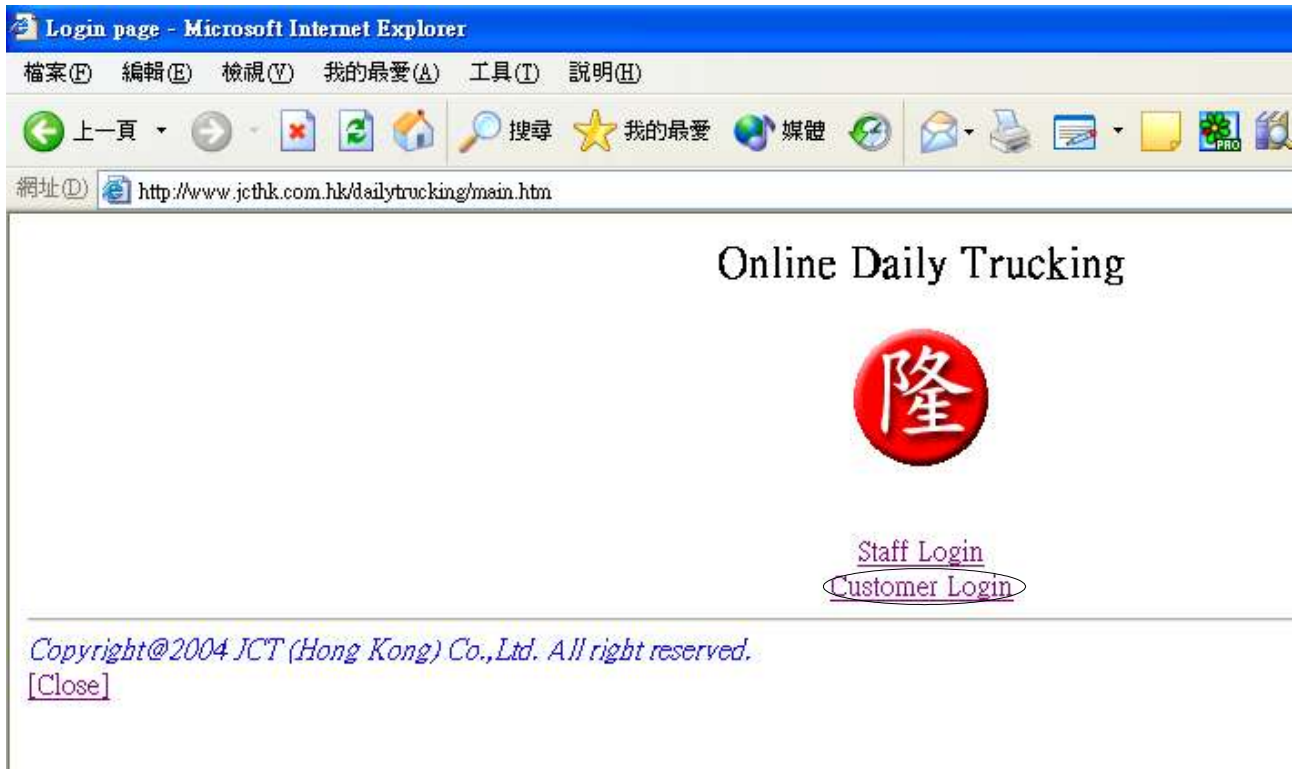 Login page - Microsoft Internet Explorer
檔案(F) 編輯(E) 檢視(V) 我的最愛(A) 工具(T) 說明(H)
上一頁 搜尋 我的最愛 媒體 PRO
網址(D) http://www.jcthk.com.hk/dailytrucking/main.htm
Online Daily Trucking
隆
Staff Login
Customer Login
Copyright@2004 JCT (Hong Kong) Co.,Ltd. All right reserved.
[Close]